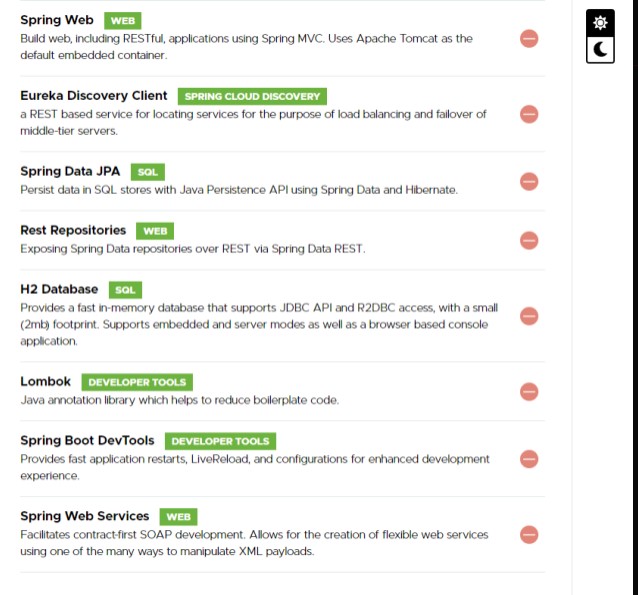 Spring Web WEB
Build web, including RESTful, applications using Spring MVC. Uses Apache Tomcat as the
default embedded container.
Eureka Discovery Client SPRING CLOUD DISCOVERY
a REST based service for locating services for the purpose of load balancing and failover of
middle-tier servers.
Spring Data JPA SQL
Persist data in SQL stores with Java Persistence API using Spring Data and Hibernate.
Rest Repositories WEB
Exposing Spring Data repositories over REST via Spring Data REST.
H2 Database SQL
Provides a fast in-memory database that supports JDBC API and R2DBC access, with a small
(2mb) footprint. Supports embedded and server modes as well as a browser based console
application.
Lombok DEVELOPER TOOLS
Java annotation library which helps to reduce boilerplate code.
Spring Boot DevTools DEVELOPER TOOLS
Provides fast application restarts, LiveReload, and configurations for enhanced development
experience.
Spring Web Services WEB
Facilitates contract-first SOAP development. Allows for the creation of flexible web services
using one of the many ways to manipulate XML payloads.